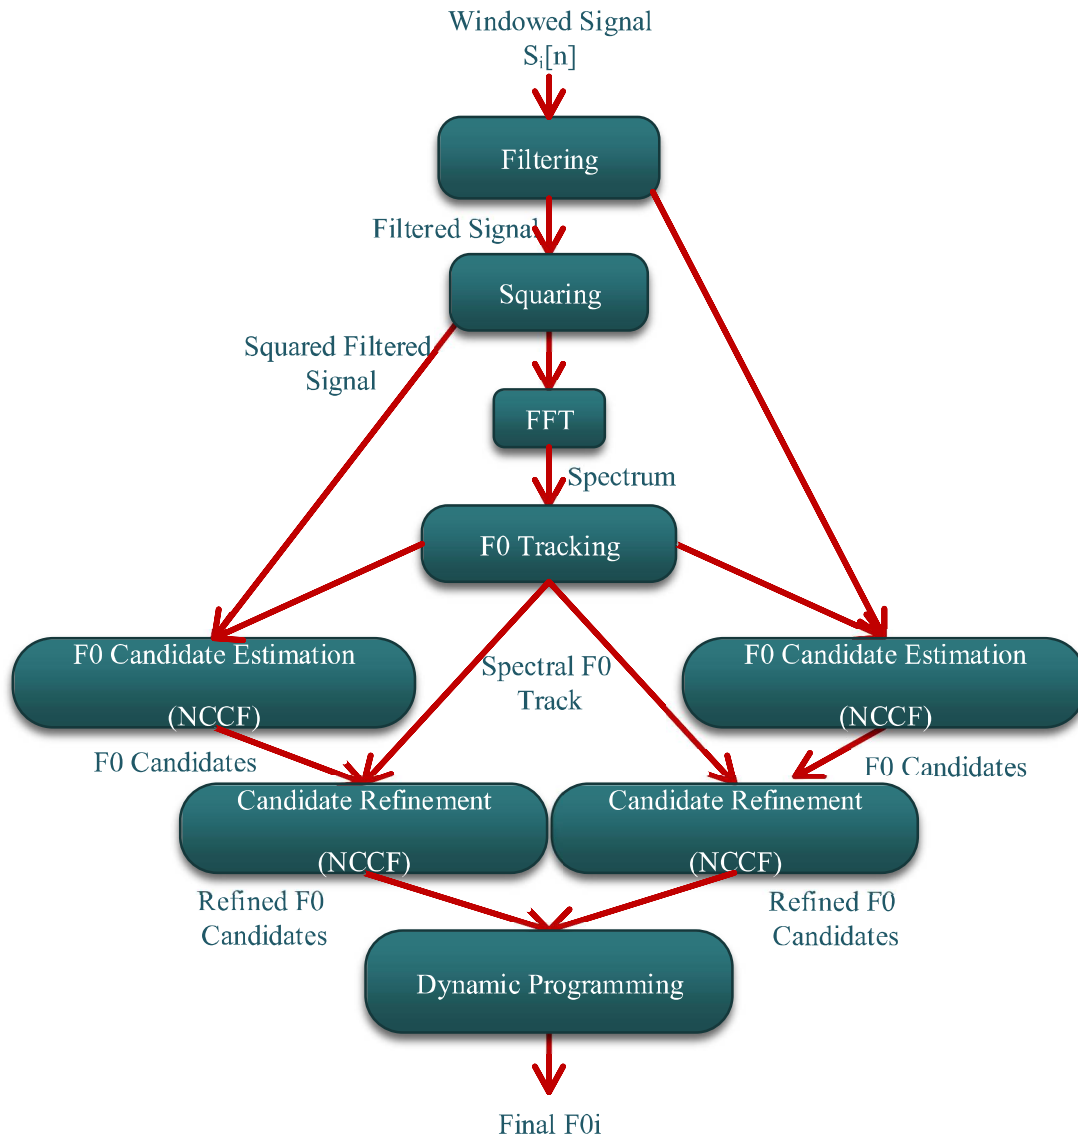 Windowed Signal
Sᵢ[n]
Filtering
Filtered Signal
Squaring
Squared Filtered
Signal
FFT
Spectrum
F0 Tracking
F0 Candidate Estimation
(NCCF)
Spectral F0
Track
F0 Candidate Estimation
(NCCF)
F0 Candidates
F0 Candidates
Candidate Refinement
(NCCF)
Candidate Refinement
(NCCF)
Refined F0
Candidates
Refined F0
Candidates
Dynamic Programming
Final F0i